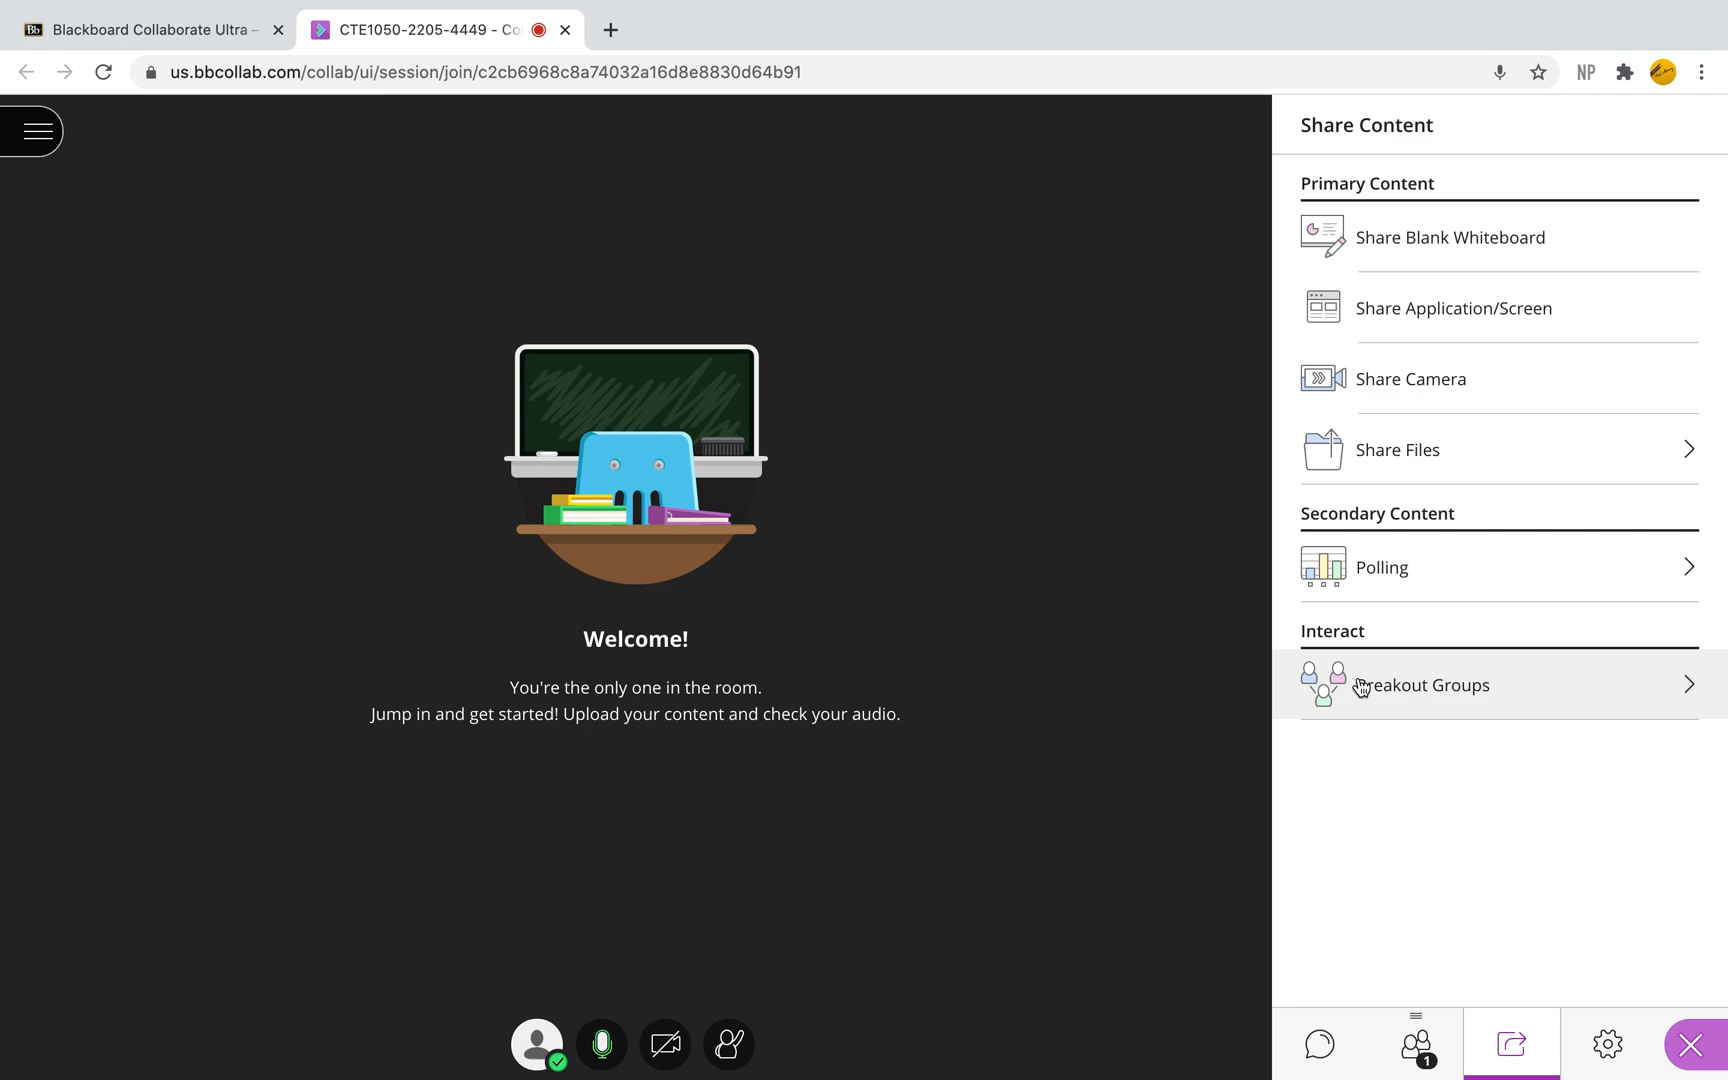 Bb Blackboard Collaborate Ultra –
CTE1050-2205-4449 - Co
us.bbcollab.com/collab/ui/session/join/c2cb6968c8a74032a16d8e8830d64b91
NP
Share Content
Primary Content
Share Blank Whiteboard
Share Application/Screen
Share Camera
Share Files
Secondary Content
Polling
Interact
Breakout Groups
Welcome!
You're the only one in the room.
Jump in and get started! Upload your content and check your audio.
1